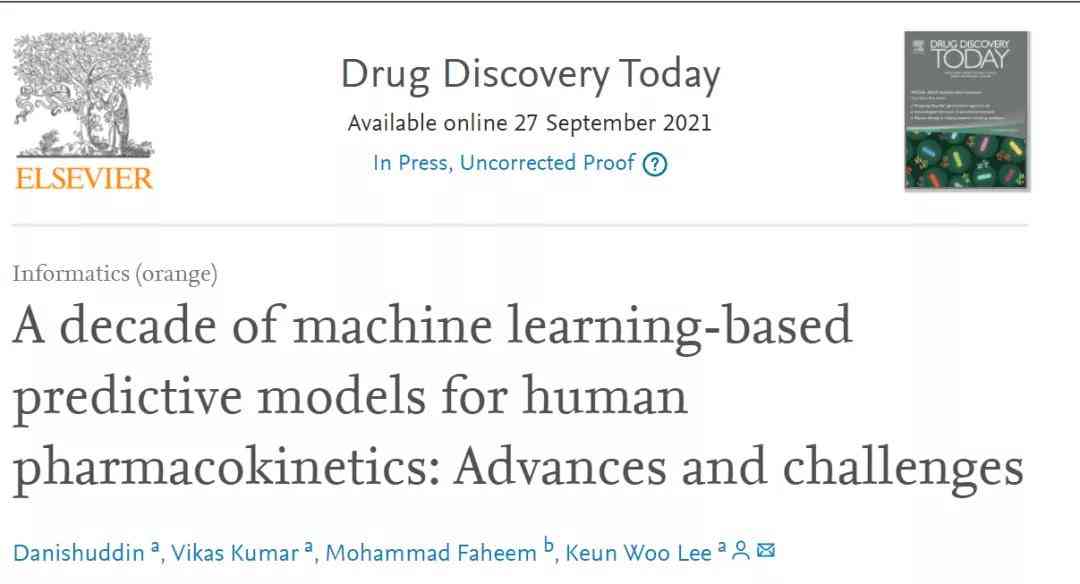 Drug Discovery Today
Available online 27 September 2021
In Press, Uncorrected Proof ?
ELSEVIER
DRUG DISCOVERY
TODAY
Informatics (orange)
A decade of machine learning-based
predictive models for human
pharmacokinetics: Advances and challenges
Danishuddin a, Vikas Kumar a, Mohammad Faheem b, Keun Woo Lee a